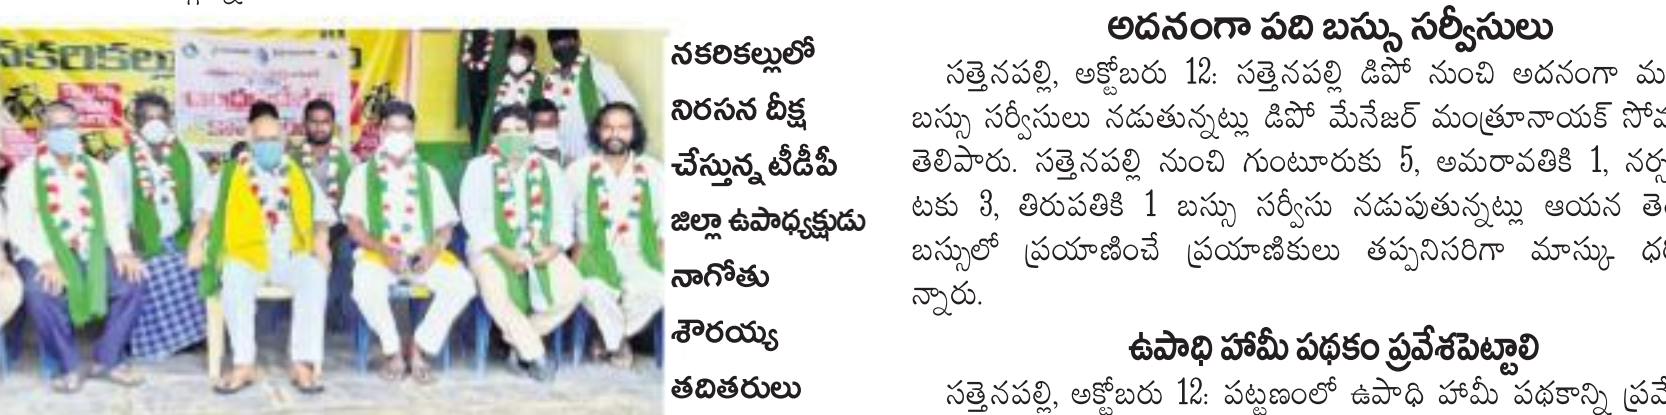 నకరికల్లు
నకరికల్లులో
నిరసన దీక్ష
చేస్తున్న టీడీపీ
జిల్లా ఉపాధ్యక్షుడు
నాగోతు
శౌరయ్య
తదితరులు
అదనంగా పది బస్సు సర్వీసులు
సత్తెనపల్లి, అక్టోబరు 12: సత్తెనపల్లి డిపో నుంచి అదనంగా
బస్సు సర్వీసులు నడుతున్నట్లు డిపో మేనేజర్ మంత్రూనాయక్
తెలిపారు. సత్తెనపల్లి నుంచి గుంటూరుకు 5, అమరావతికి 1,
టకు 3, తిరుపతికి 1 బస్సు సర్వీసు నడుపుతున్నట్లు ఆయన
బస్సులో ప్రయాణించే ప్రయాణికులు తప్పనిసరిగా మాస్కు
న్నారు.
ఉపాధి హామీ పథకం ప్రవేశపెట్టాలి
సత్తెనపల్లి, అక్టోబరు 12: పట్టణంలో ఉపాధి హామీ పథకాన్ని